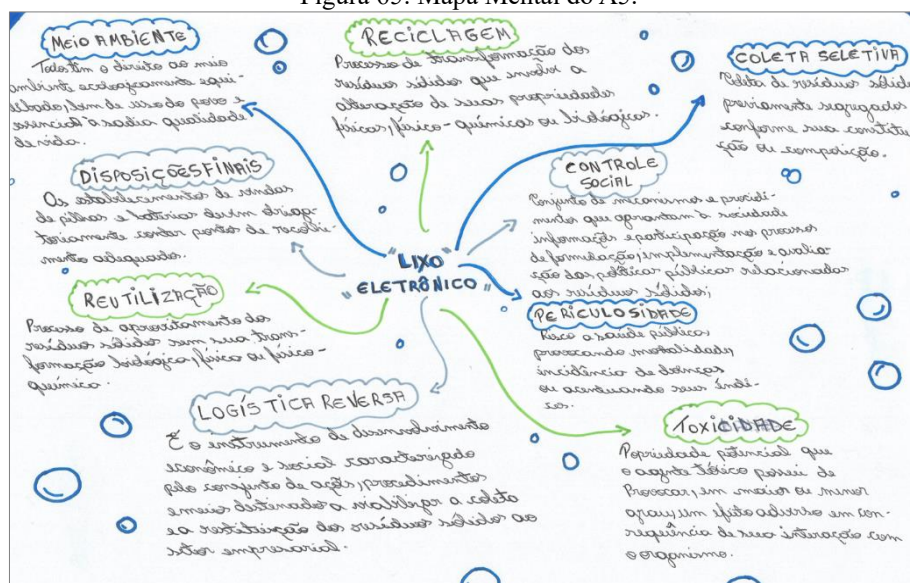 Figura 65: Mapa Mental do A5.
MEIO AMBIENTE
Todos têm o direito ao meio
ambiente ecologicamente equi-
librado, bem de uso do povo e
essencial a sadia qualidade
de vida.
RECICLAGEM
Processo de transformação dos
resíduos sólidos que envolve a
alteração de suas propriedades
físicas, físico-químicas ou biológicas.
COLETA SELETIVA
Coleta de resíduos sólid
previamente segregados
conforme sua constitui
ção ou composição.
DISPOSIÇÕES FINAIS
Os estabelecimentos de vendas
de pilhas e baterias devem obriga-
toriamente conter pontos de recolhi-
mento adequados.
CONTROLE
SOCIAL
Conjunto de mecanismos e procedi-
mentos que garantam à sociedade
informações e participação nos processos
de formulação, implementação e avalia-
ção das políticas públicas relacionadas
aos resíduos sólidos;
"LIXO
ELETRÔNICO"
REUTILIZAÇÃO
Processo de aproveitamento dos
resíduos sólidos sem sua trans-
formação biológica, física ou físico-
química.
PERICULOSIDADE
Risco a saúde pública,
provocando mortalidade,
incidência de doenças
ou acentuando seus índi-
ces.
LOGÍSTICA REVERSA
É o instrumento de desenvolvimento
econômico e social caracterizado
pelo conjunto de ações, procedimentos
e meios destinados a viabilizar a coleta
e a restituição dos resíduos sólidos ao
setor empresarial.
TOXICIDADE
Popriedade potencial que
o agente tóxico possui de
Provocar, em maior ou menor
grau, um efeito adverso em con-
sequência de seu interação com
o organismo.